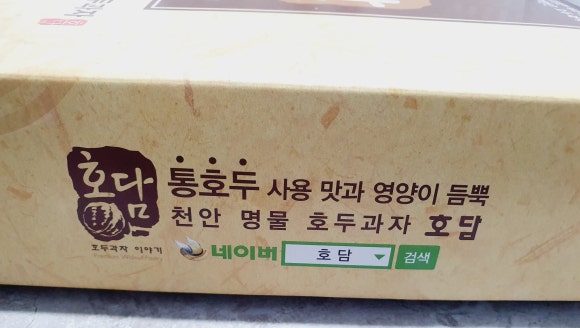 호담
호두과자 이야기
통호두 사용 맛과 영양이 듬뿍
천안 명물 호두과자 호담
네이버 호담 검색